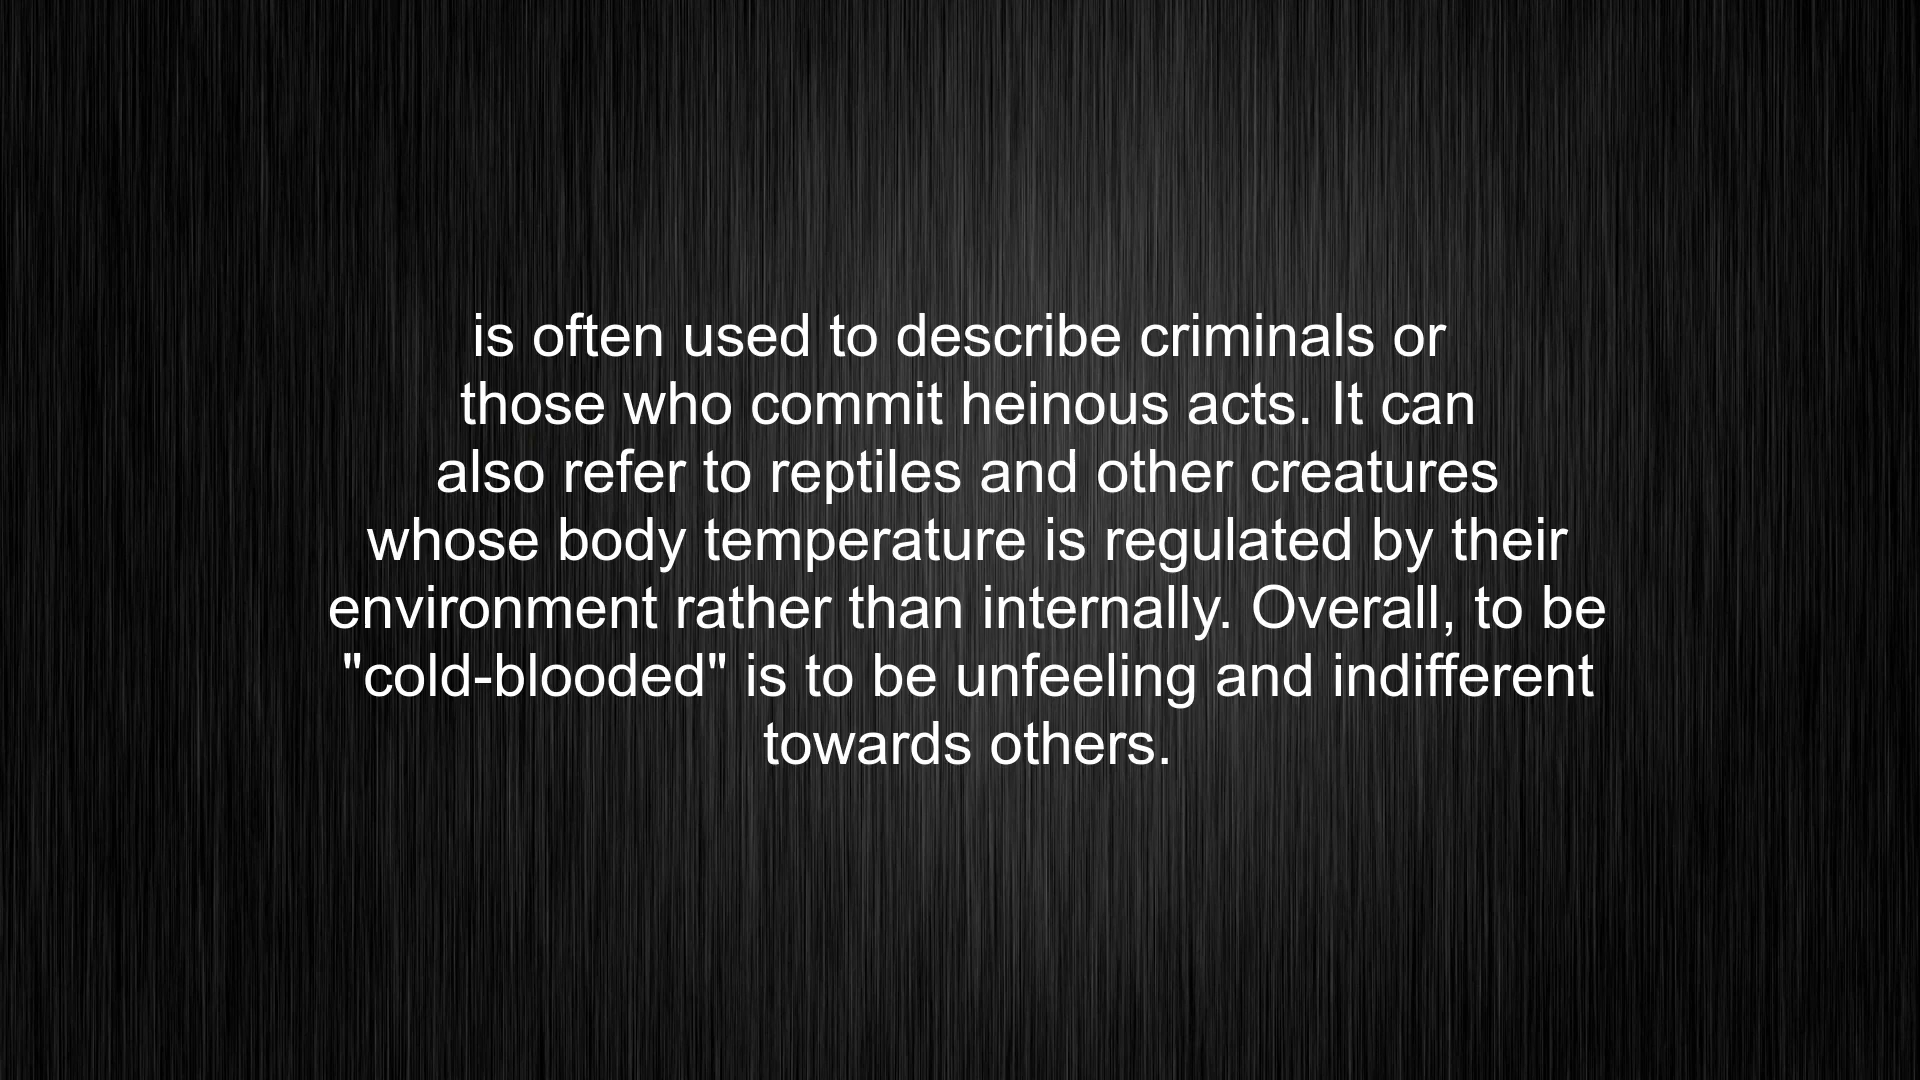 is often used to describe criminals or
those who commit heinous acts. It can
also refer to reptiles and other creatures
whose body temperature is regulated by their
environment rather than internally. Overall, to be
"cold-blooded" is to be unfeeling and indifferent
towards others.